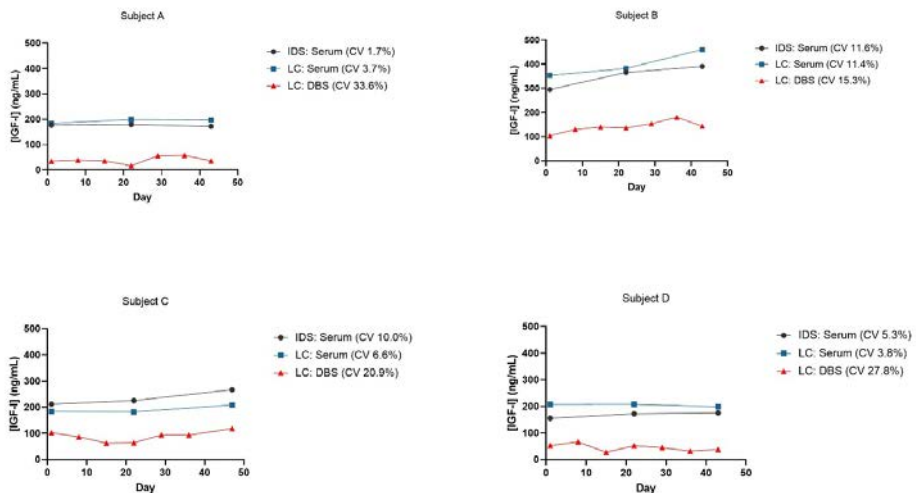 Subject A
500
400
300
200
100
0
[IGF-I] (ng/mL)
0 10 20 30 40 50
Day
IDS: Serum (CV 1.7%)
LC: Serum (CV 3.7%)
LC: DBS (CV 33.6%)
Subject B
500
400
300
200
100
0
[IGF-I] (ng/mL)
0 10 20 30 40 50
Day
IDS: Serum (CV 11.6%)
LC: Serum (CV 11.4%)
LC: DBS (CV 15.3%)
Subject C
500
400
300
200
100
0
[IGF-I] (ng/mL)
0 10 20 30 40 50
Day
IDS: Serum (CV 10.0%)
LC: Serum (CV 6.6%)
LC: DBS (CV 20.9%)
Subject D
500
400
300
200
100
0
[IGF-I] (ng/mL)
0 10 20 30 40 50
Day
IDS: Serum (CV 5.3%)
LC: Serum (CV 3.8%)
LC: DBS (CV 27.8%)